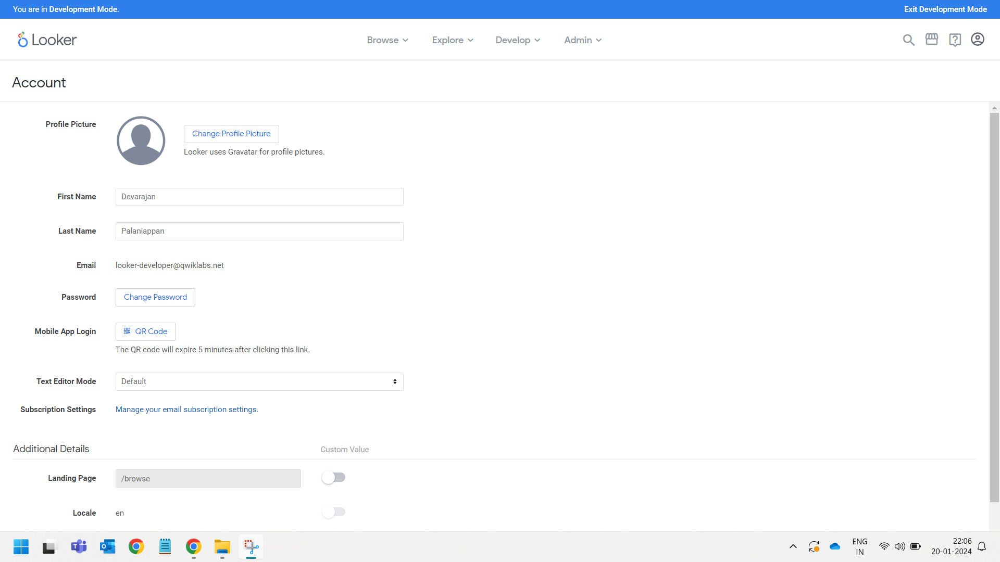 You are in Development Mode.
Exit Development Mode
Looker
Browse
Explore
Develop
Admin
Account
Profile Picture
Change Profile Picture
Looker uses Gravatar for profile pictures.
First Name
Devarajan
Last Name
Palaniappan
Email
looker-developer@qwiklabs.net
Password
Change Password
Mobile App Login
QR Code
The QR code will expire 5 minutes after clicking this link.
Text Editor Mode
Default
Subscription Settings
Manage your email subscription settings.
Additional Details
Custom Value
Landing Page
/browse
Locale
en
ENG
IN
22:06
20-01-2024